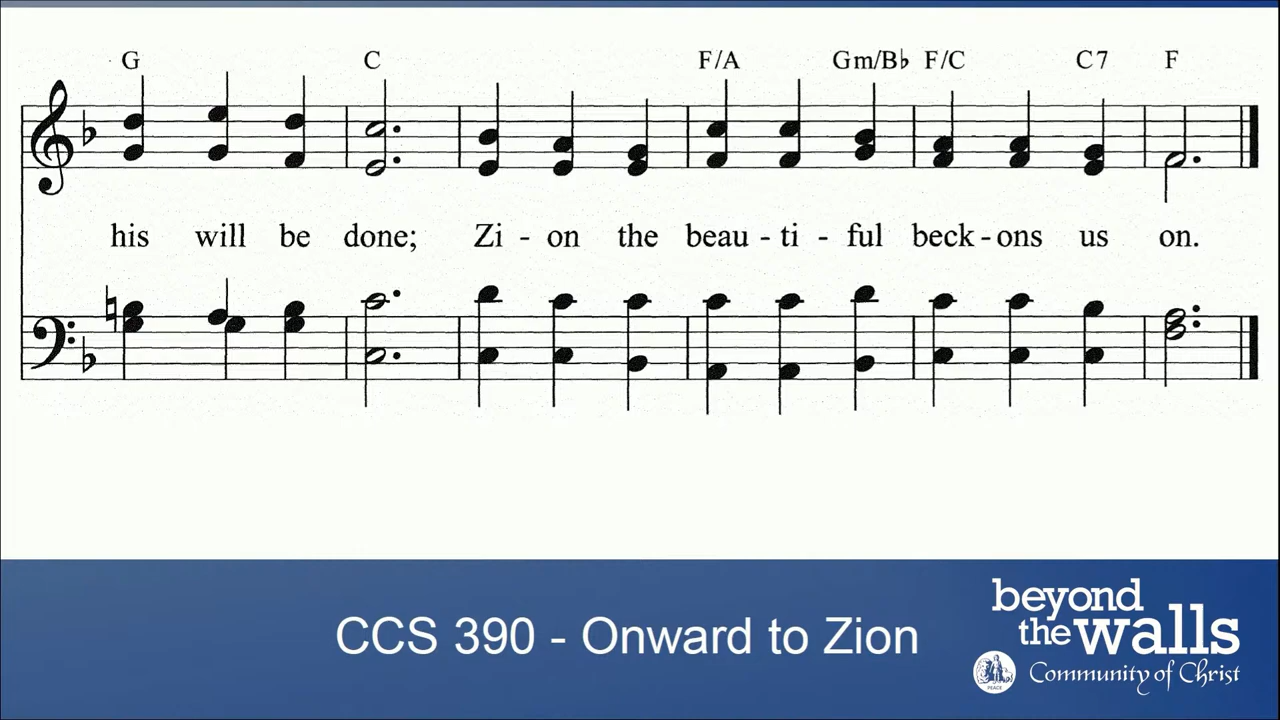 G C F/A Gm/B♭ F/C C7 F
his will be done; Zi - on the beau - ti - ful beck - ons us on.
CCS 390 - Onward to Zion
beyond
the walls
PEACE
Community of Christ